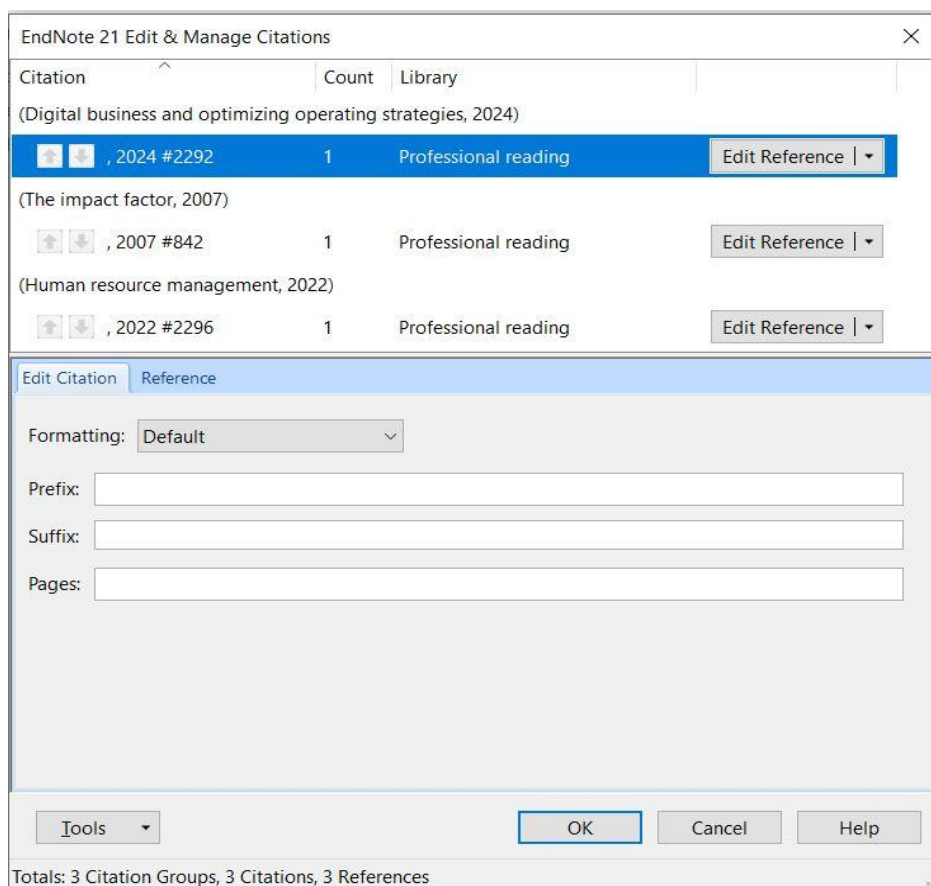 EndNote 21 Edit & Manage Citations
Citation Count Library
(Digital business and optimizing operating strategies, 2024)
, 2024 #2292 1 Professional reading Edit Reference
(The impact factor, 2007)
, 2007 #842 1 Professional reading Edit Reference
(Human resource management, 2022)
, 2022 #2296 1 Professional reading Edit Reference
Edit Citation Reference
Formatting: Default
Prefix:
Suffix:
Pages:
Tools OK Cancel Help
Totals: 3 Citation Groups, 3 Citations, 3 References